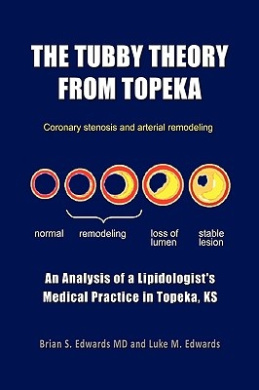 THE TUBBY THEORY
FROM TOPEKA
Coronary stenosis and arterial remodeling
normal remodeling loss of lumen stable lesion
An Analysis of a Lipidologist's
Medical Practice in Topeka, KS
Brian S. Edwards MD and Luke M. Edwards